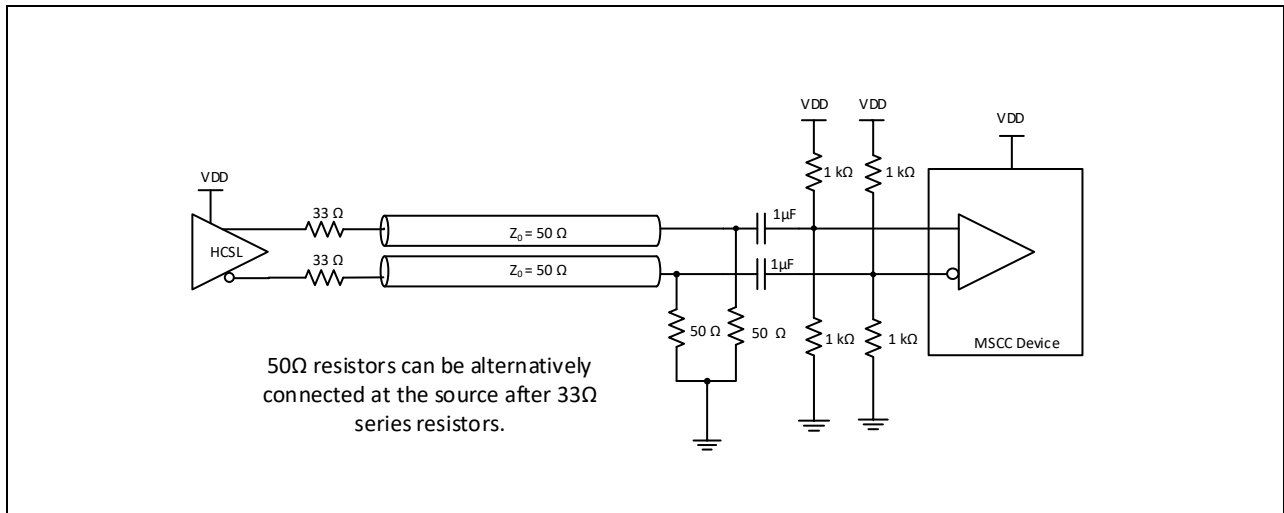 VDD VDD
VDD
VDD
1 kΩ 1 kΩ
33 Ω
1µF
HCSL
Z₀ = 50 Ω
33 Ω
1µF
Z₀ = 50 Ω
50 Ω 50 Ω
1 kΩ 1 kΩ
MSCC Device
50Ω resistors can be alternatively
connected at the source after 33Ω
series resistors.